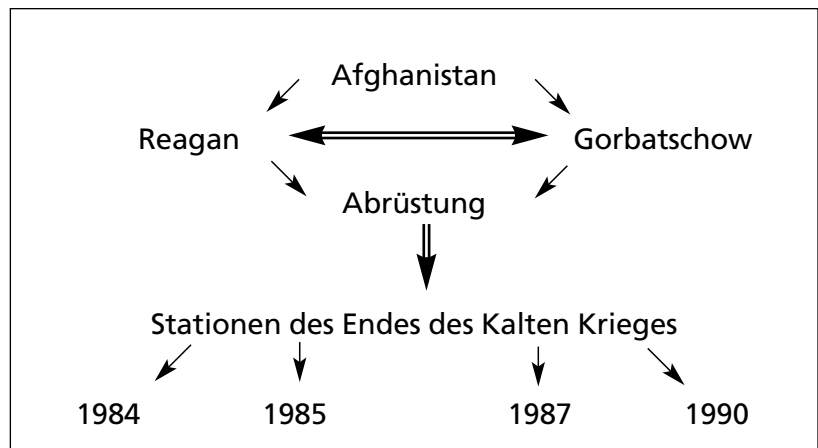 Afghanistan
Reagan Gorbatschow
Abrüstung
Stationen des Endes des Kalten Krieges
1984 1985 1987 1990